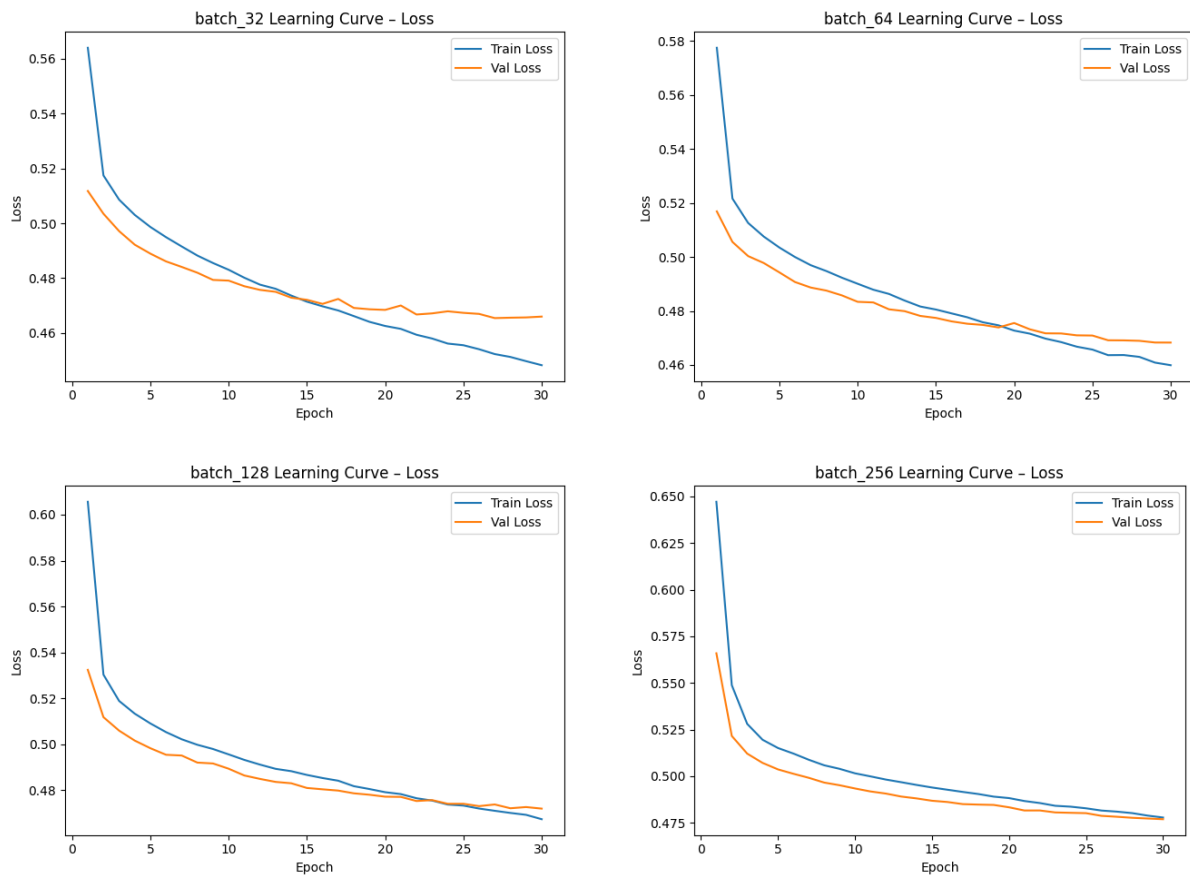 batch_32 Learning Curve – Loss
Train Loss
Val Loss
0.56
0.54
0.52
0.50
0.48
0.46
Loss
0 5 10 15 20 25 30
Epoch
batch_64 Learning Curve – Loss
Train Loss
Val Loss
0.58
0.56
0.54
0.52
0.50
0.48
0.46
Loss
0 5 10 15 20 25 30
Epoch
batch_128 Learning Curve – Loss
Train Loss
Val Loss
0.60
0.58
0.56
0.54
0.52
0.50
0.48
Loss
0 5 10 15 20 25 30
Epoch
batch_256 Learning Curve – Loss
Train Loss
Val Loss
0.650
0.625
0.600
0.575
0.550
0.525
0.500
0.475
Loss
0 5 10 15 20 25 30
Epoch